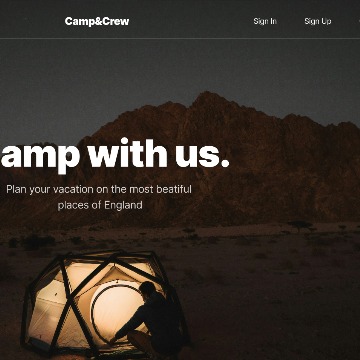 Camp&Crew
Sign In
Sign Up
amp with us.
Plan your vacation on the most beatiful
places of England